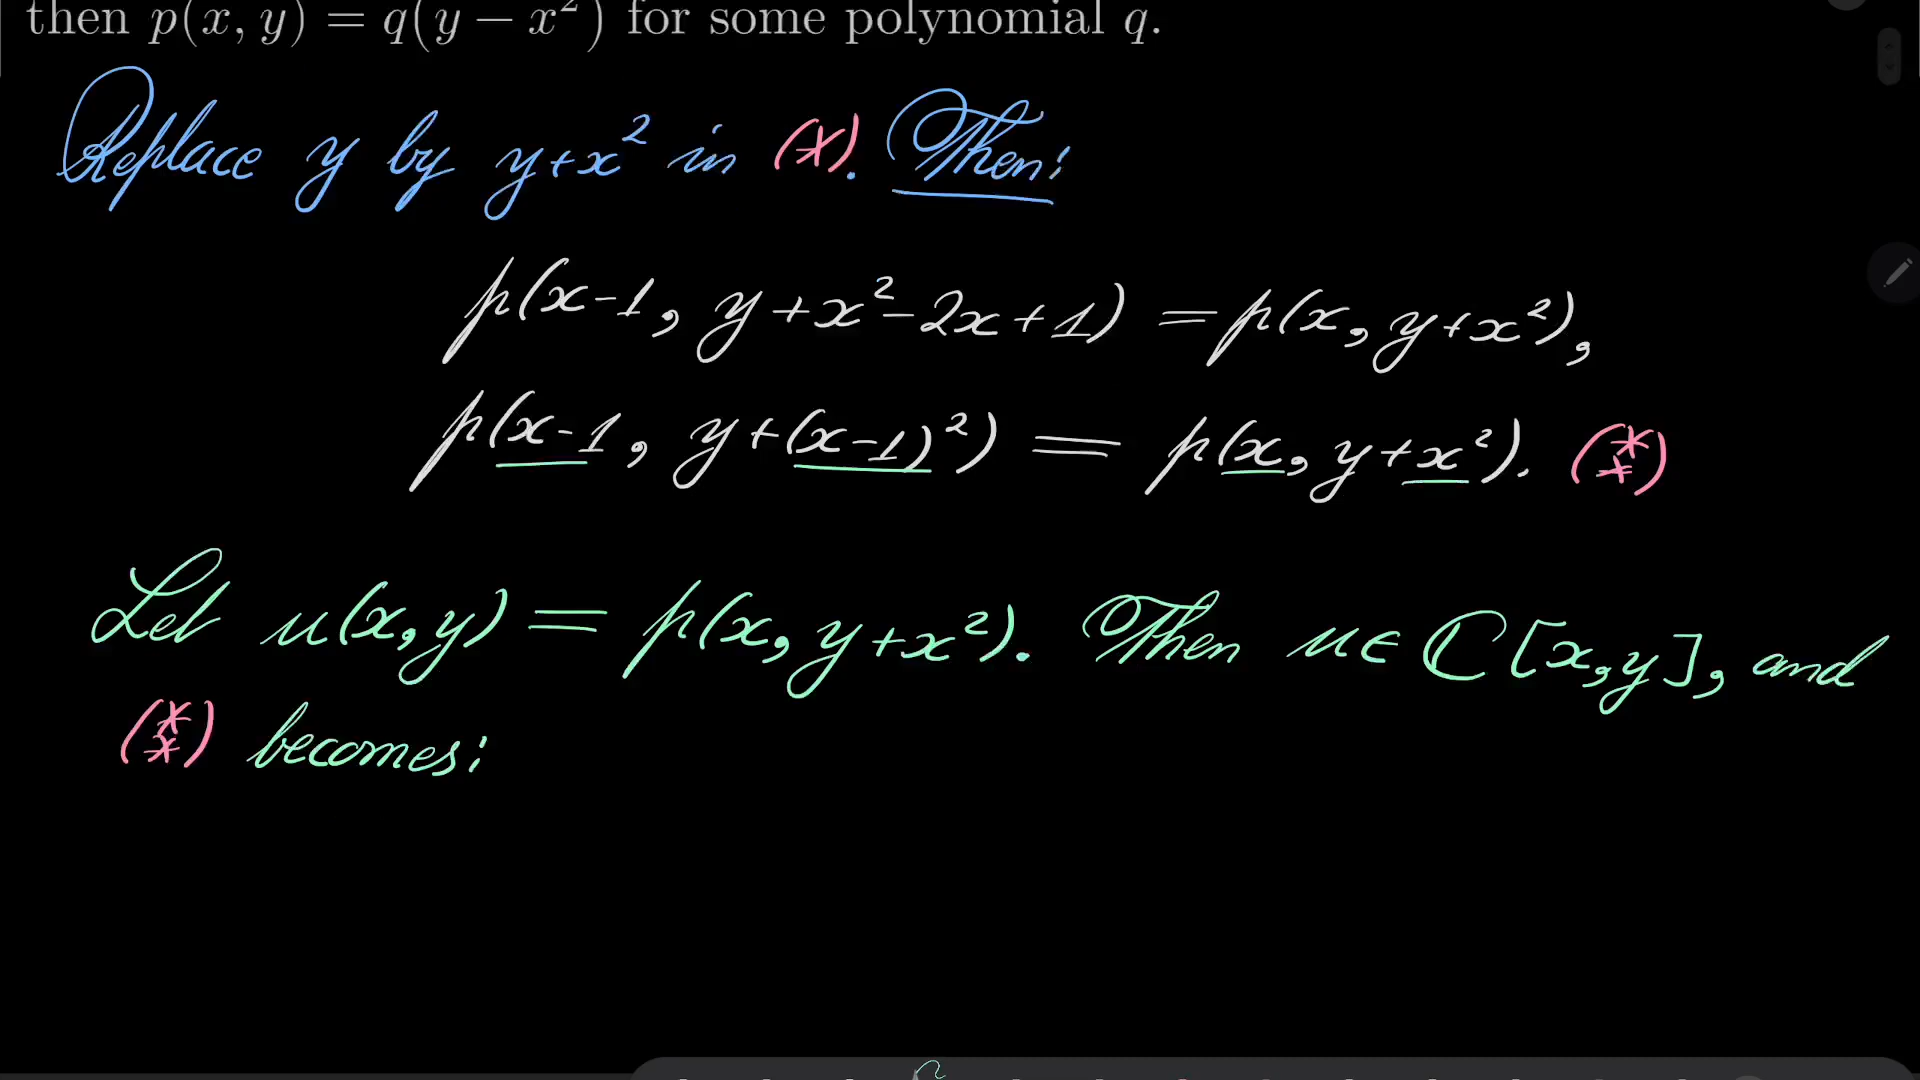 then p(x, y) = q(y − x²) for some polynomial q.
Replace y by y+x² in (*). Then:
p(x-1, y+x²-2x+1) = p(x, y+x²),
p(x-1, y+(x-1)²) = p(x, y+x²). (**)
Let u(x,y) = p(x, y+x²). Then u∈ℂ[x,y], and
(**) becomes: